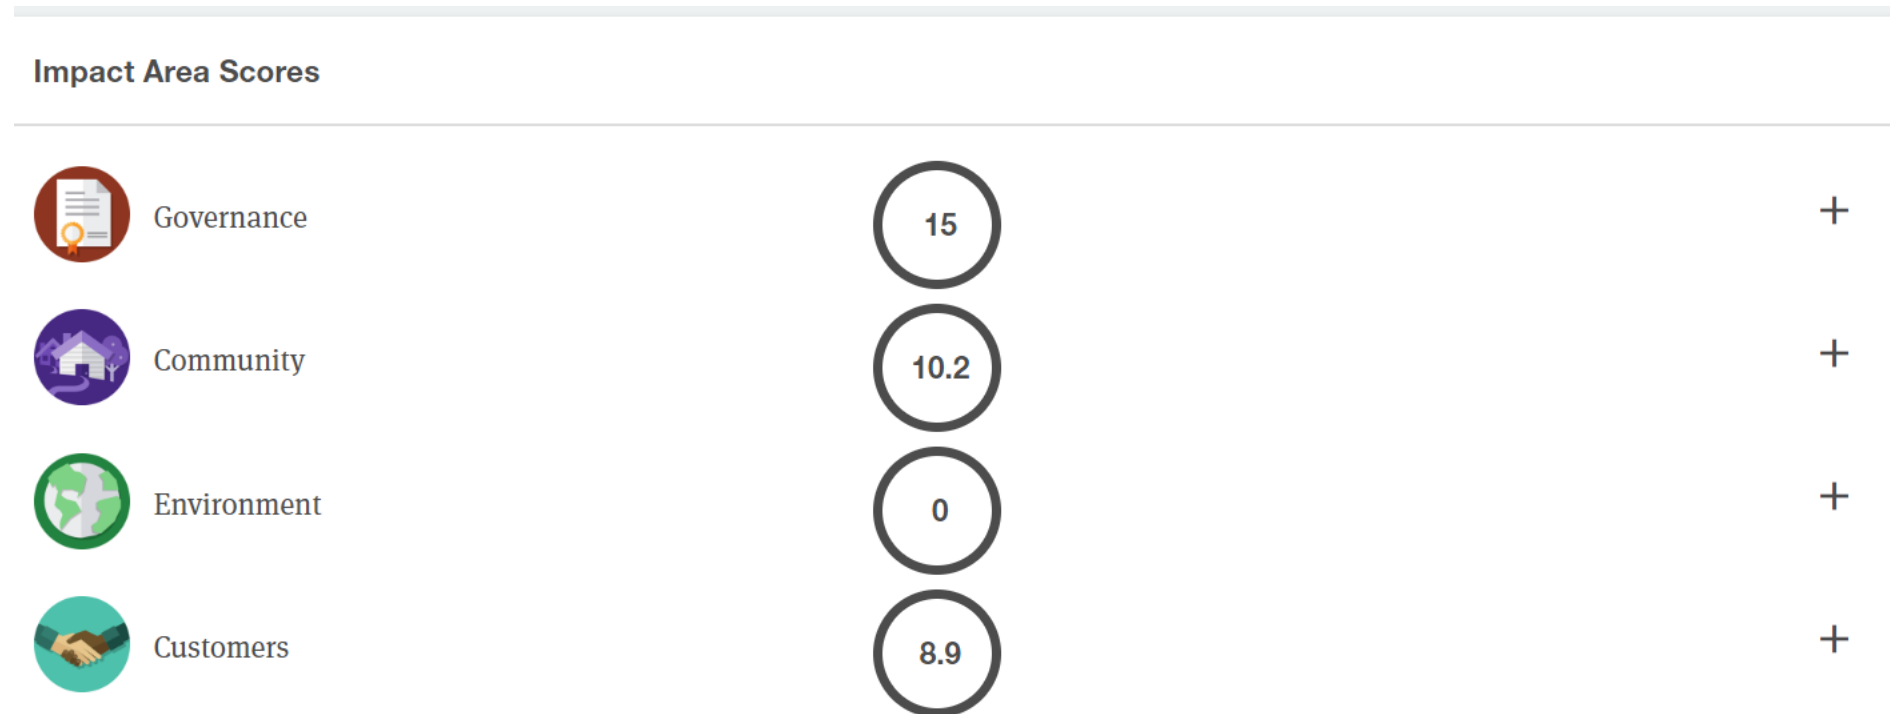 Impact Area Scores
Governance 15 +
Community 10.2 +
Environment 0 +
Customers 8.9 +